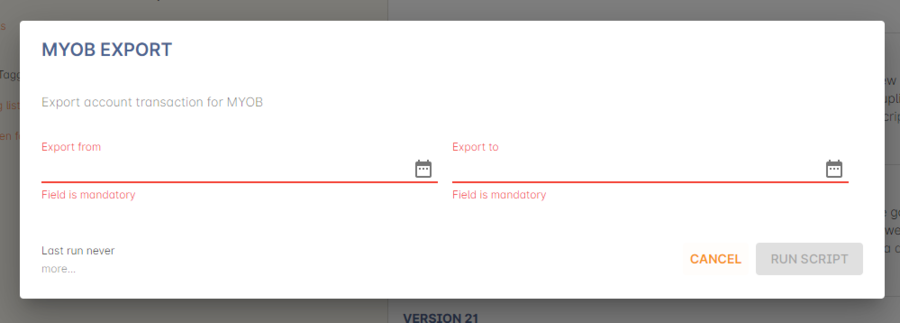 MYOB EXPORT
Export account transaction for MYOB
Export from
Export to
Field is mandatory
Field is mandatory
Last run never
more...
CANCEL
RUN SCRIPT
VERSION 21